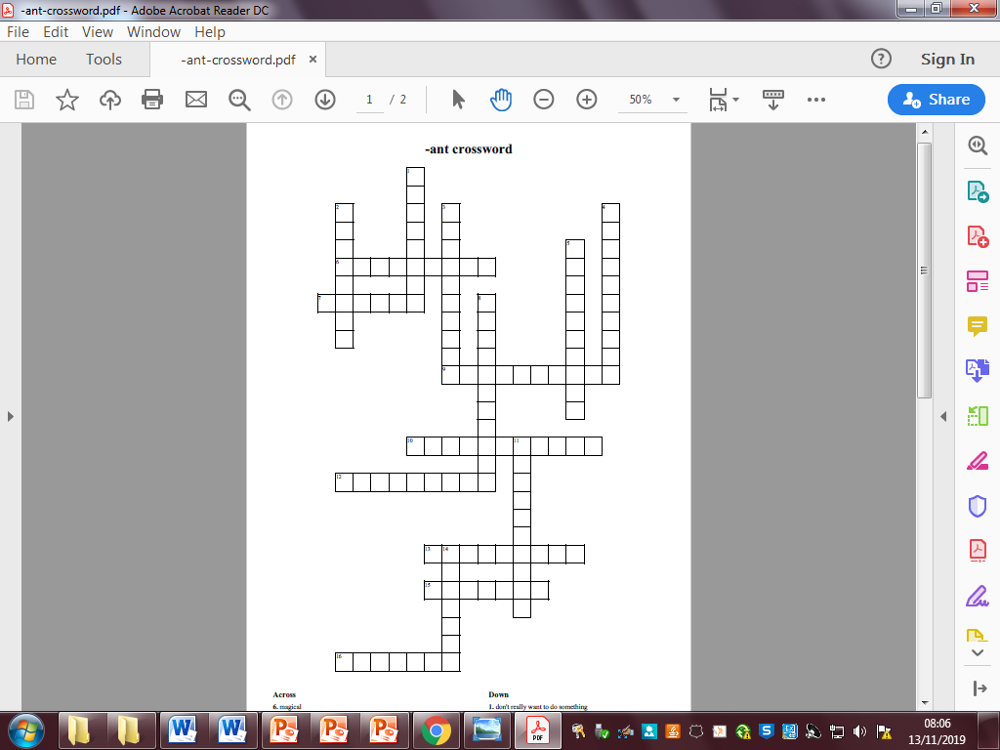 -ant-crossword.pdf - Adobe Acrobat Reader DC
File Edit View Window Help
Home Tools -ant-crossword.pdf × ? Sign In
1 / 2 50% Share
-ant crossword
1
2 3 4
5
6
7 8
9
10 11
12
13 14
15
16
Across Down
6. magical 1. don't really want to do something
08:06
13/11/2019